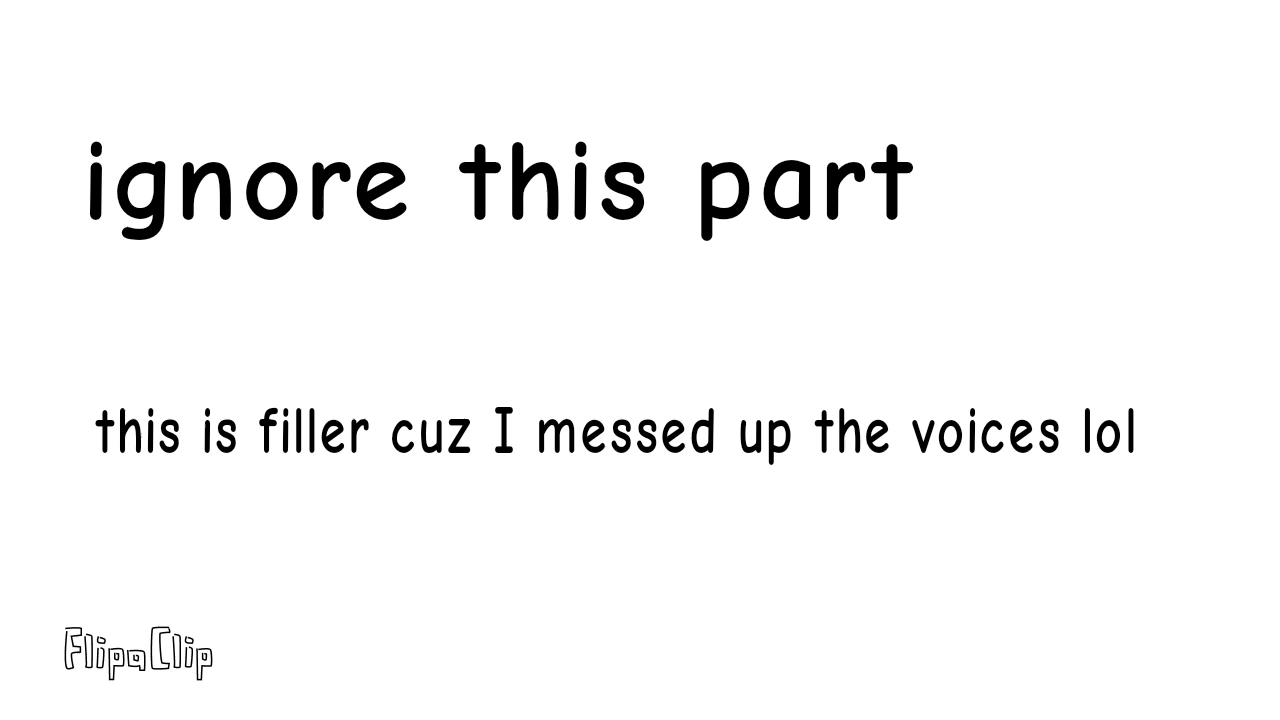 ignore this part
this is filler cuz I messed up the voices lol
FlipaClip